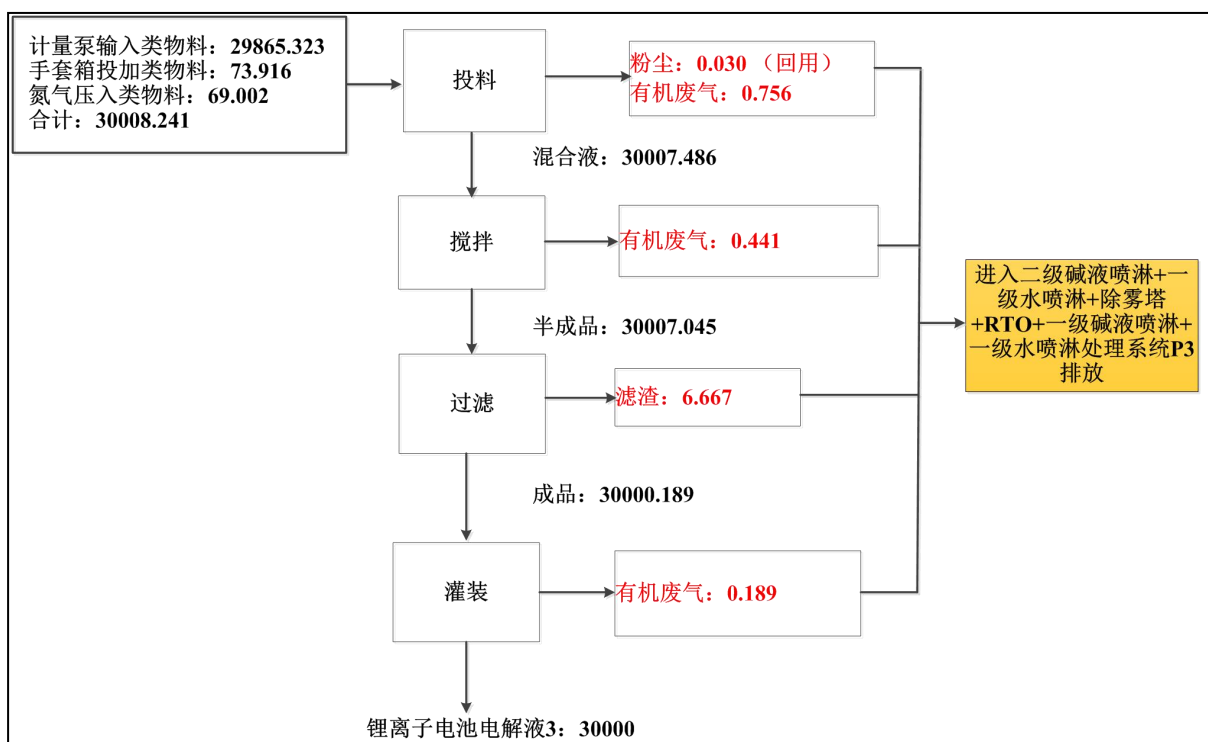 计量泵输入类物料：29865.323
手套箱投加类物料：73.916
氮气压入类物料：69.002
合计：30008.241
投料
粉尘：0.030 （回用）
有机废气：0.756
混合液：30007.486
搅拌
有机废气：0.441
半成品：30007.045
过滤
滤渣：6.667
成品：30000.189
灌装
有机废气：0.189
锂离子电池电解液3：30000
进入二级碱液喷淋+一
级水喷淋+除雾塔
+RTO+一级碱液喷淋+
一级水喷淋处理系统P3
排放